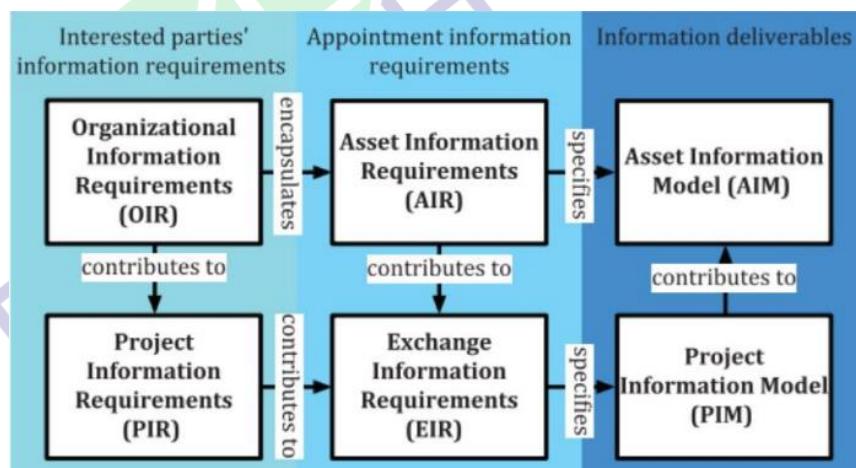 Interested parties'
information requirements
Appointment information
requirements
Information deliverables
Organizational
Information
Requirements
(OIR)
encapsulates
Asset Information
Requirements
(AIR)
specifies
Asset Information
Model (AIM)
contributes to
contributes to
contributes to
Project
Information
Requirements
(PIR)
contributes to
Exchange
Information
Requirements
(EIR)
specifies
Project
Information Model
(PIM)